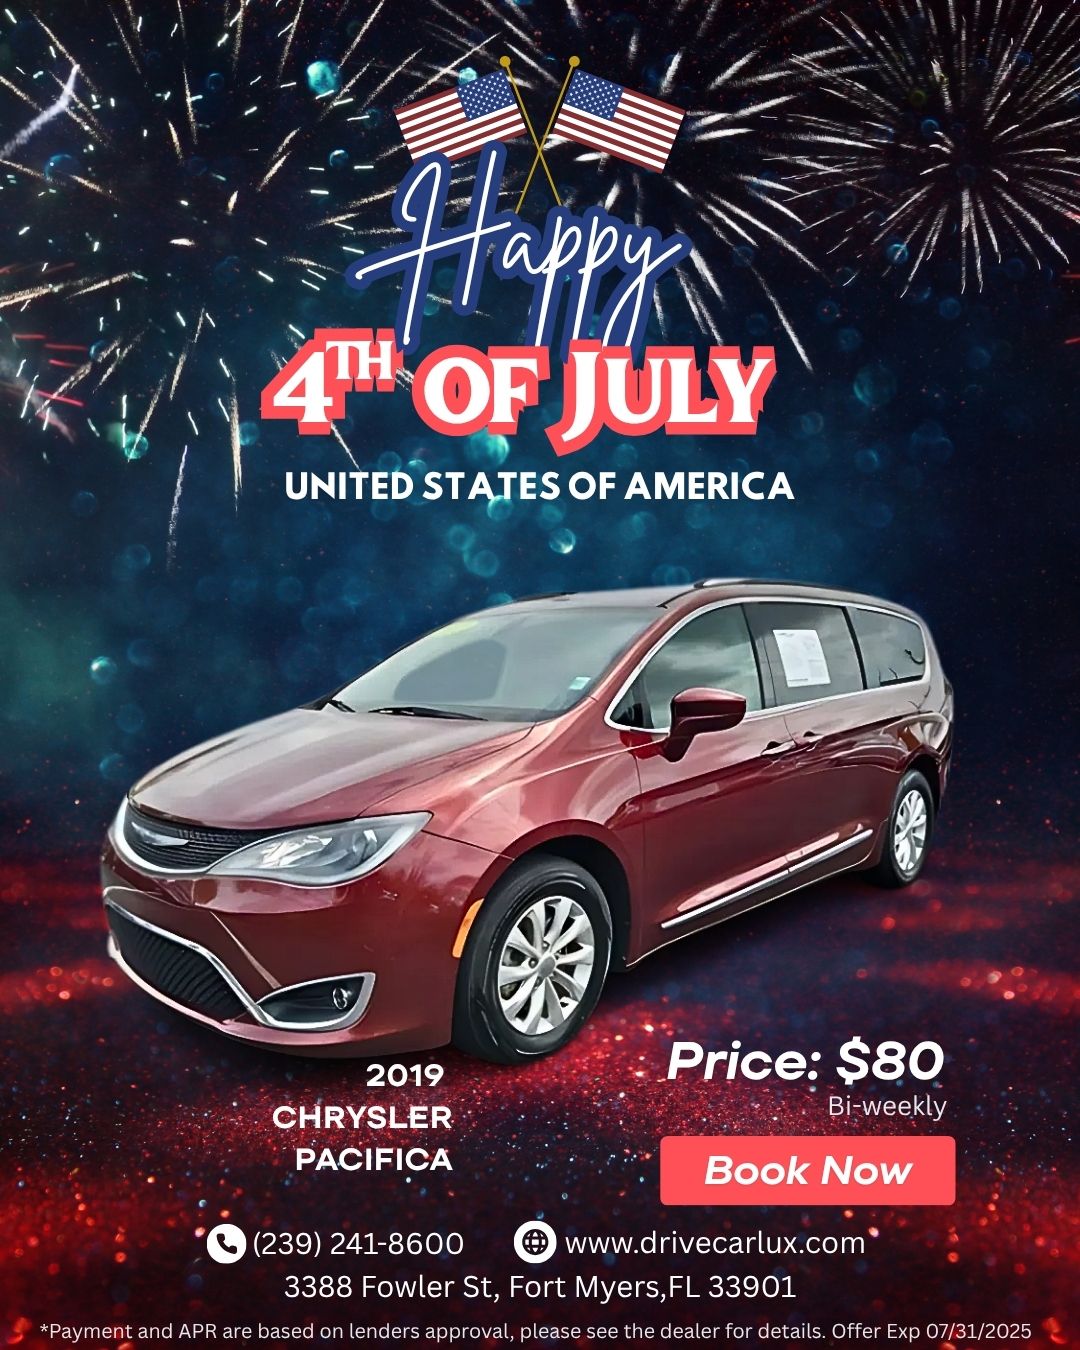 Happy
4TH OF JULY
UNITED STATES OF AMERICA
2019
CHRYSLER
PACIFICA
Price: $80
Bi-weekly
Book Now
(239) 241-8600
www.drivecarlux.com
3388 Fowler St, Fort Myers,FL 33901
*Payment and APR are based on lenders approval, please see the dealer for details. Offer Exp 07/31/2025